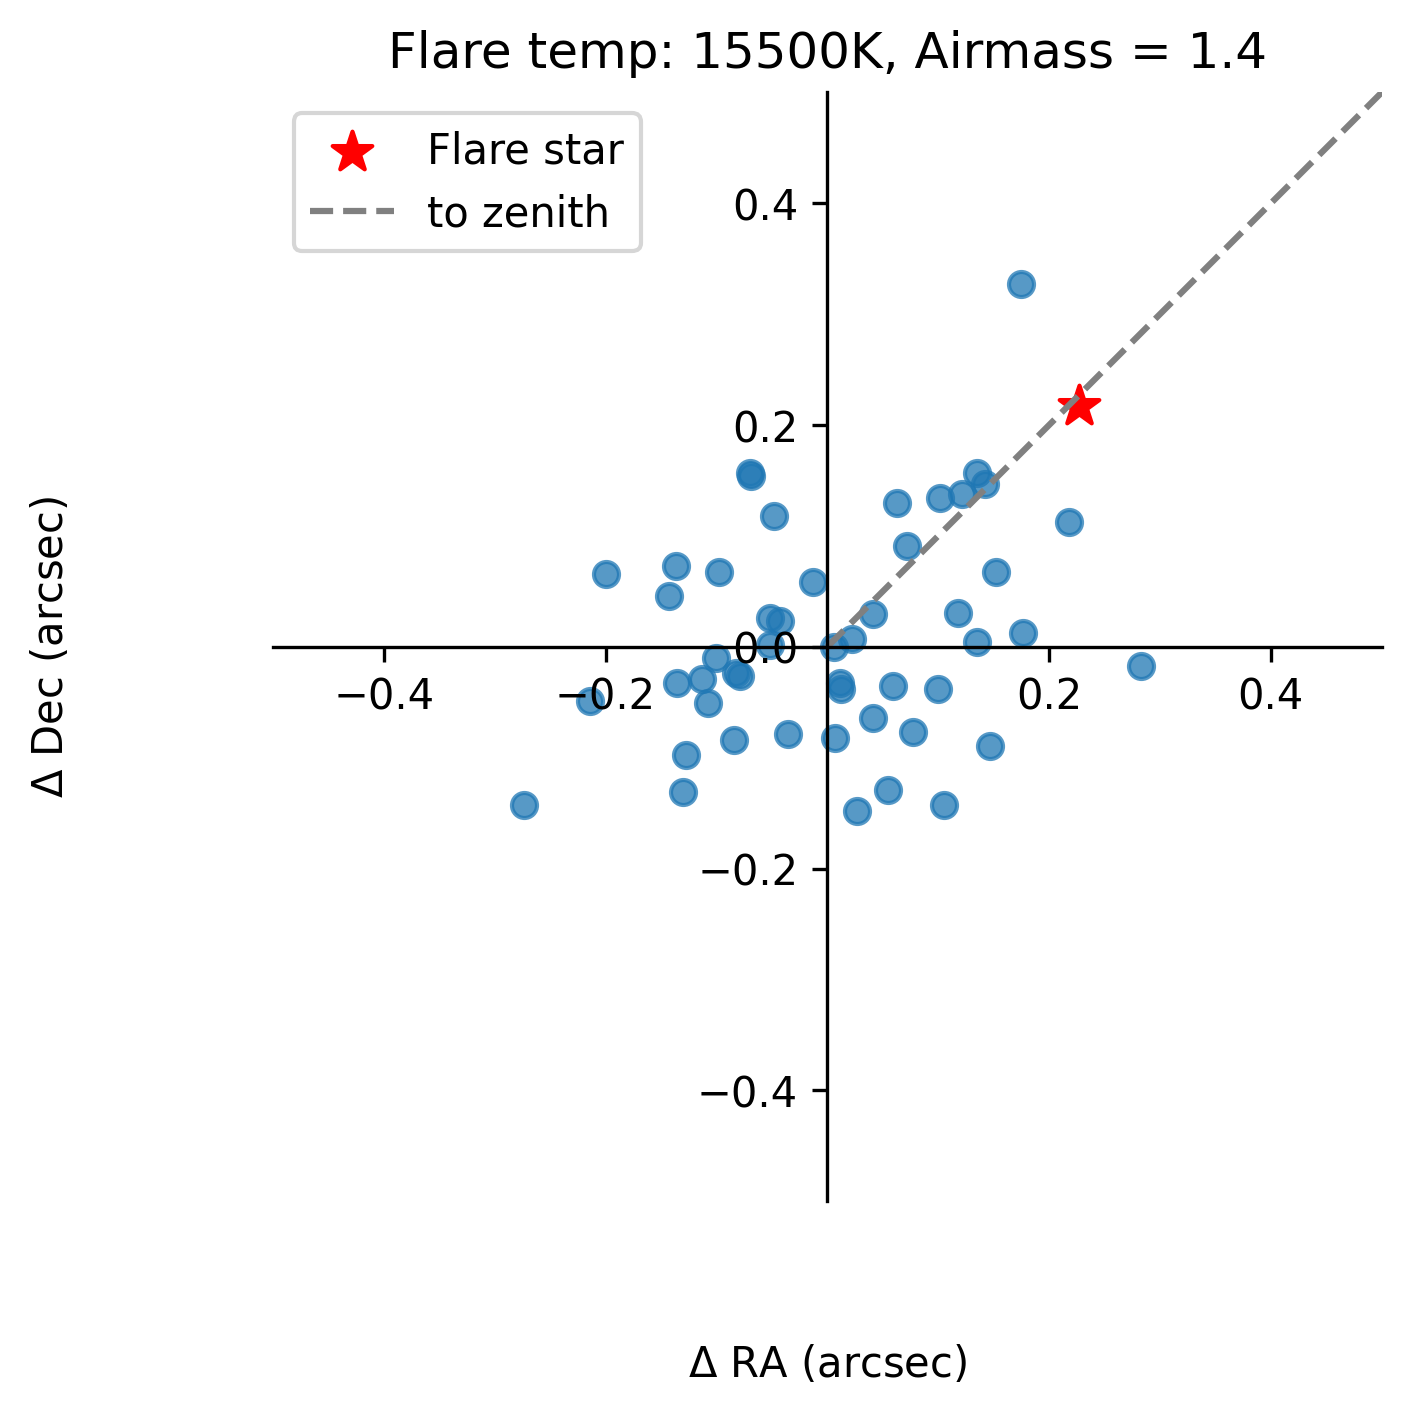 Flare temp: 15500K, Airmass = 1.4
Flare star
to zenith
0.4
0.2
0.0
−0.4
−0.2
0.2
0.4
−0.2
−0.4
Δ Dec (arcsec)
Δ RA (arcsec)